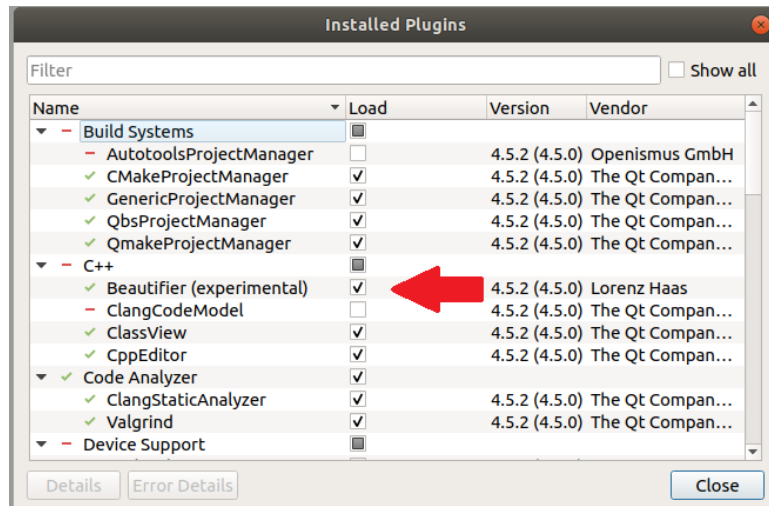 Installed Plugins
Filter Show all
Name Load Version Vendor
Build Systems
AutotoolsProjectManager 4.5.2 (4.5.0) Openismus GmbH
CMakeProjectManager 4.5.2 (4.5.0) The Qt Compan...
GenericProjectManager 4.5.2 (4.5.0) The Qt Compan...
QbsProjectManager 4.5.2 (4.5.0) The Qt Compan...
QmakeProjectManager 4.5.2 (4.5.0) The Qt Compan...
C++
Beautifier (experimental) 4.5.2 (4.5.0) Lorenz Haas
ClangCodeModel 4.5.2 (4.5.0) The Qt Compan...
ClassView 4.5.2 (4.5.0) The Qt Compan...
CppEditor 4.5.2 (4.5.0) The Qt Compan...
Code Analyzer
ClangStaticAnalyzer 4.5.2 (4.5.0) The Qt Compan...
Valgrind 4.5.2 (4.5.0) The Qt Compan...
Device Support
Details Error Details Close